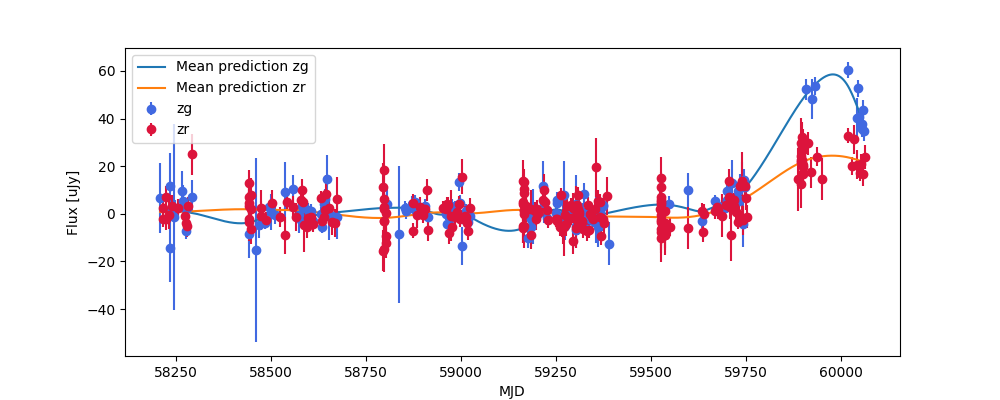 Mean prediction zg
Mean prediction zr
zg
zr
60
40
20
0
−20
−40
Flux [uJy]
58250
58500
58750
59000
59250
59500
59750
60000
MJD